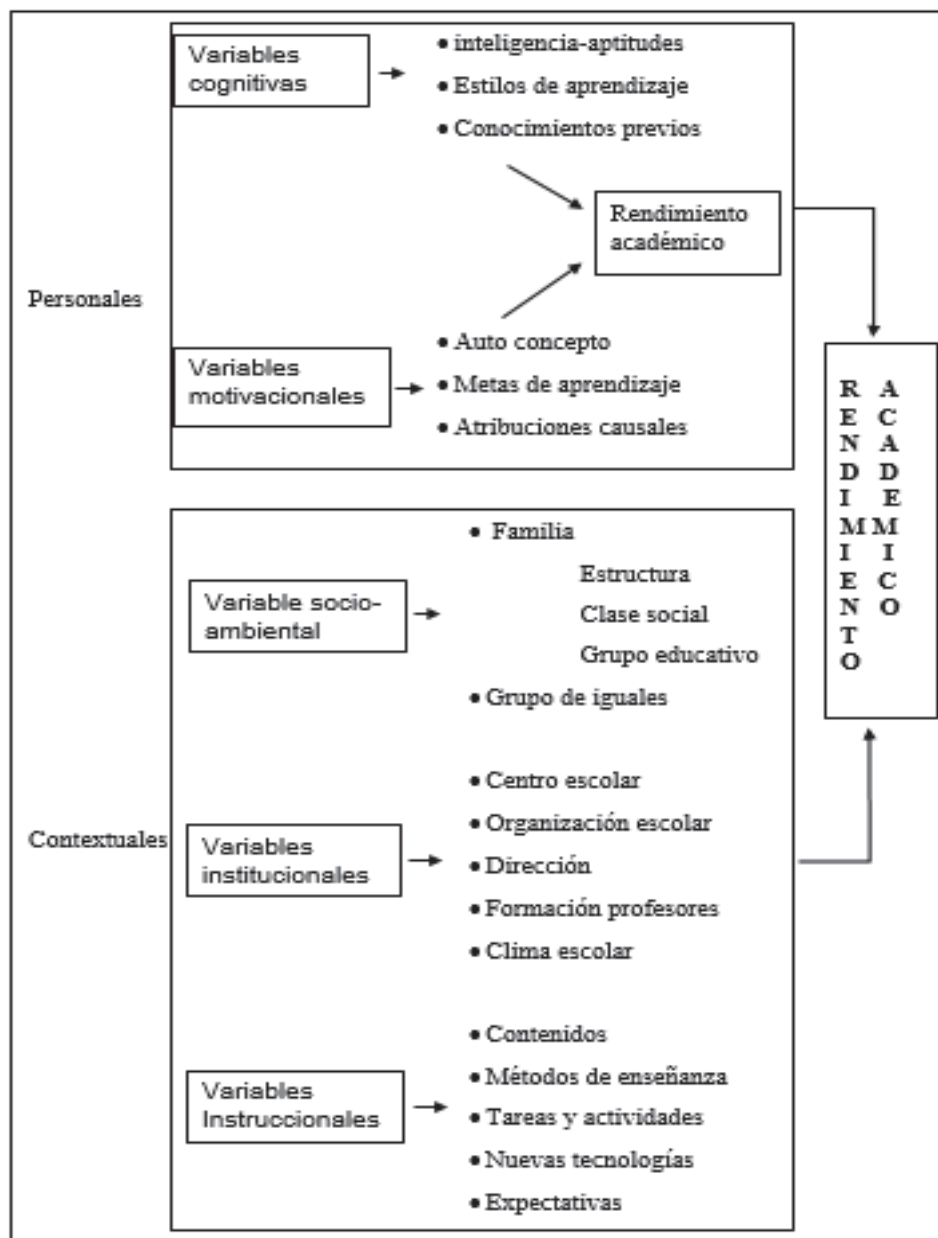 Variables
cognitivas
• inteligencia-aptitudes
• Estilos de aprendizaje
• Conocimientos previos
Rendimiento
académico
Personales
Variables
motivacionales
• Auto concepto
• Metas de aprendizaje
• Atribuciones causales
RENDIMIENTO
ACADEMICO
Variable socio-
ambiental
• Familia
Estructura
Clase social
Grupo educativo
• Grupo de iguales
Contextuales
Variables
institucionales
• Centro escolar
• Organización escolar
• Dirección
• Formación profesores
• Clima escolar
Variables
Instruccionales
• Contenidos
• Métodos de enseñanza
• Tareas y actividades
• Nuevas tecnologías
• Expectativas